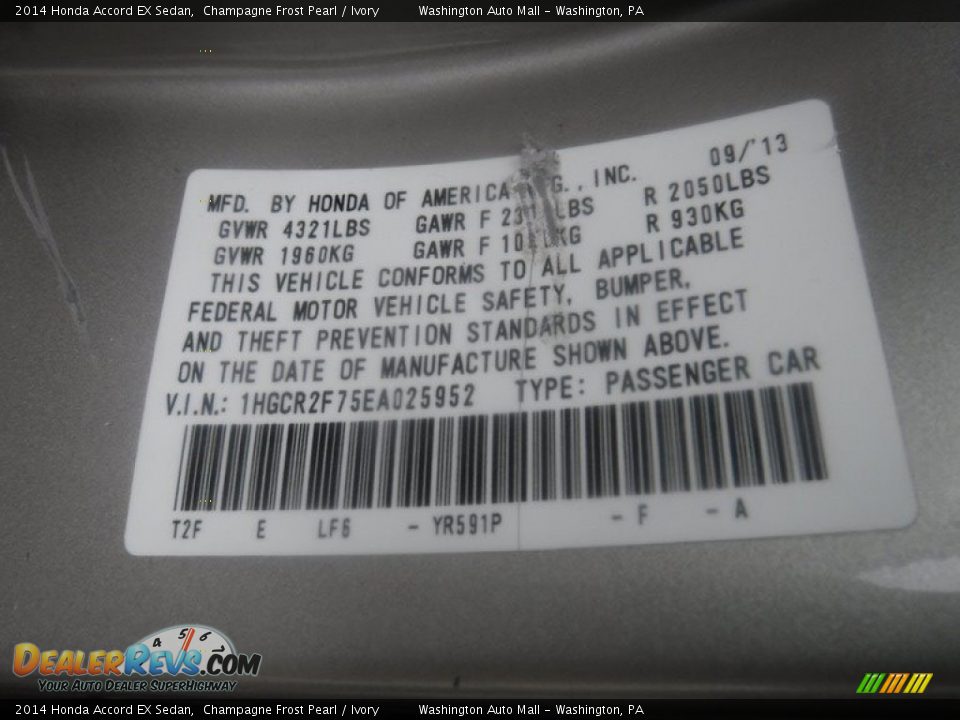 2014 Honda Accord EX Sedan, Champagne Frost Pearl / Ivory Washington Auto Mall - Washington, PA
09/'13
MFD. BY HONDA OF AMERICA INC.
GVWR 4321LBS GAWR F R 2050LBS
GVWR 1960KG GAWR F R 930KG
THIS VEHICLE CONFORMS TO ALL APPLICABLE
FEDERAL MOTOR VEHICLE SAFETY, BUMPER,
AND THEFT PREVENTION STANDARDS IN EFFECT
ON THE DATE OF MANUFACTURE SHOWN ABOVE.
V.I.N.: 1HGCR2F75EA025952 TYPE: PASSENGER CAR
T2F E LF6 - YR591P - F - A
4 5 6
DEALERREVS.COM
YOUR AUTO DEALER SUPERHIGHWAY
2014 Honda Accord EX Sedan, Champagne Frost Pearl / Ivory Washington Auto Mall - Washington, PA